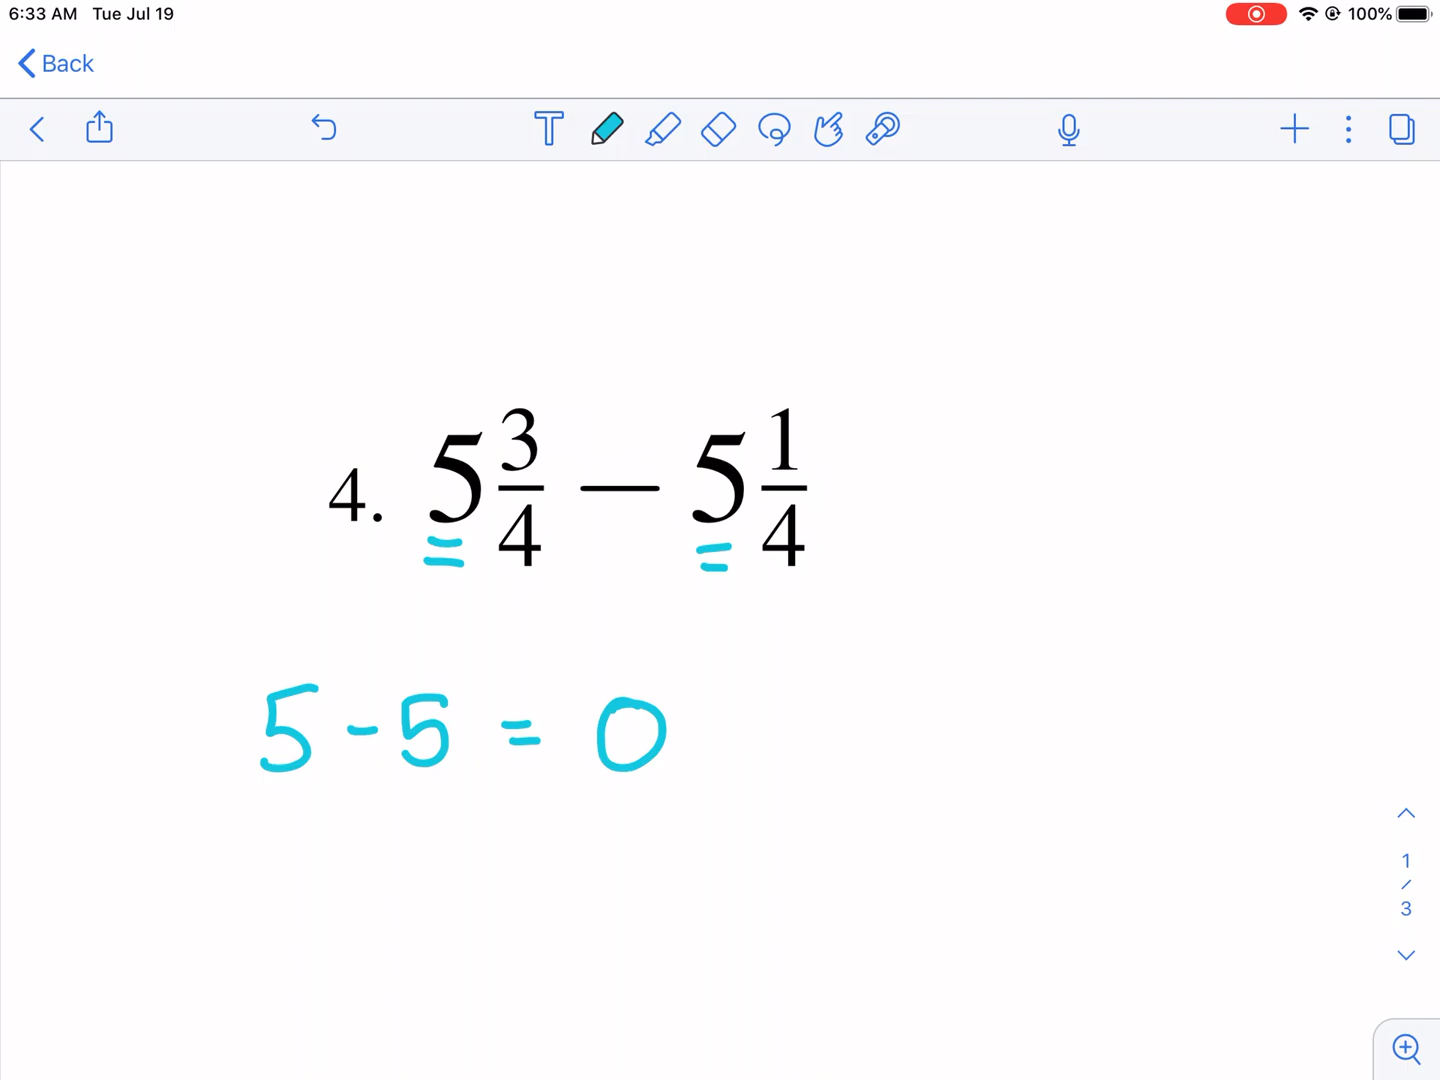 6:33 AM Tue Jul 19 100%
Back
T
4. 5 3/4 — 5 1/4
5 - 5 = 0
1
/
3